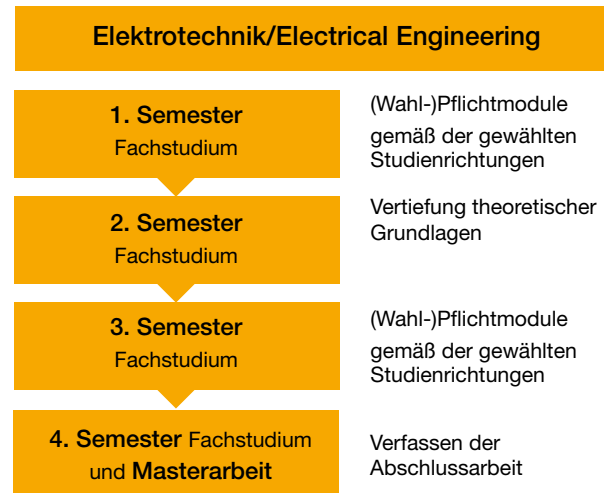 Elektrotechnik/Electrical Engineering
1. Semester
Fachstudium
(Wahl-)Pflichtmodule
gemäß der gewählten
Studienrichtungen
2. Semester
Fachstudium
Vertiefung theoretischer
Grundlagen
3. Semester
Fachstudium
(Wahl-)Pflichtmodule
gemäß der gewählten
Studienrichtungen
4. Semester Fachstudium
und Masterarbeit
Verfassen der
Abschlussarbeit